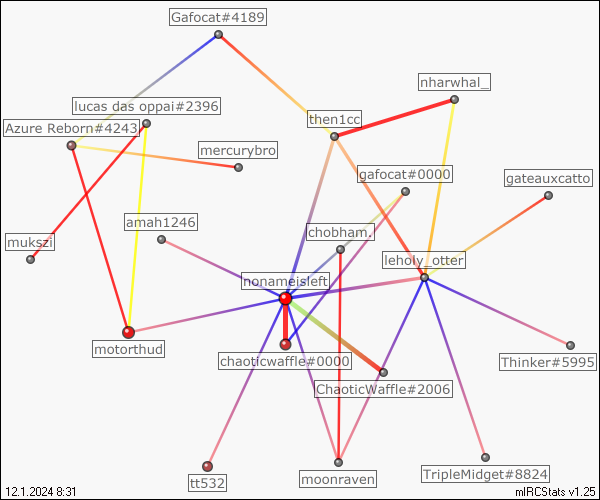 Gafocat#4189
nharwhal_
lucas das oppai#2396
then1cc
Azure Reborn#4243
mercurybro
gafocat#0000
gateauxcatto
amah1246
chobham.
mukszi
leholy_otter
nonameisleft
motorthud
chaoticwaffle#0000
Thinker#5995
ChaoticWaffle#2006
tt532
moonraven
TripleMidget#8824
12.1.2024 8:31
mIRCStats v1.25